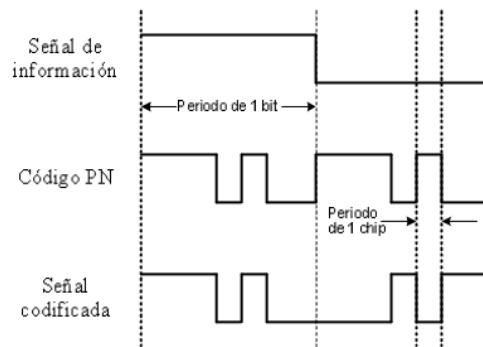 Señal de
información
Periodo de 1 bit
Código PN
Periodo
de 1 chip
Señal
codificada